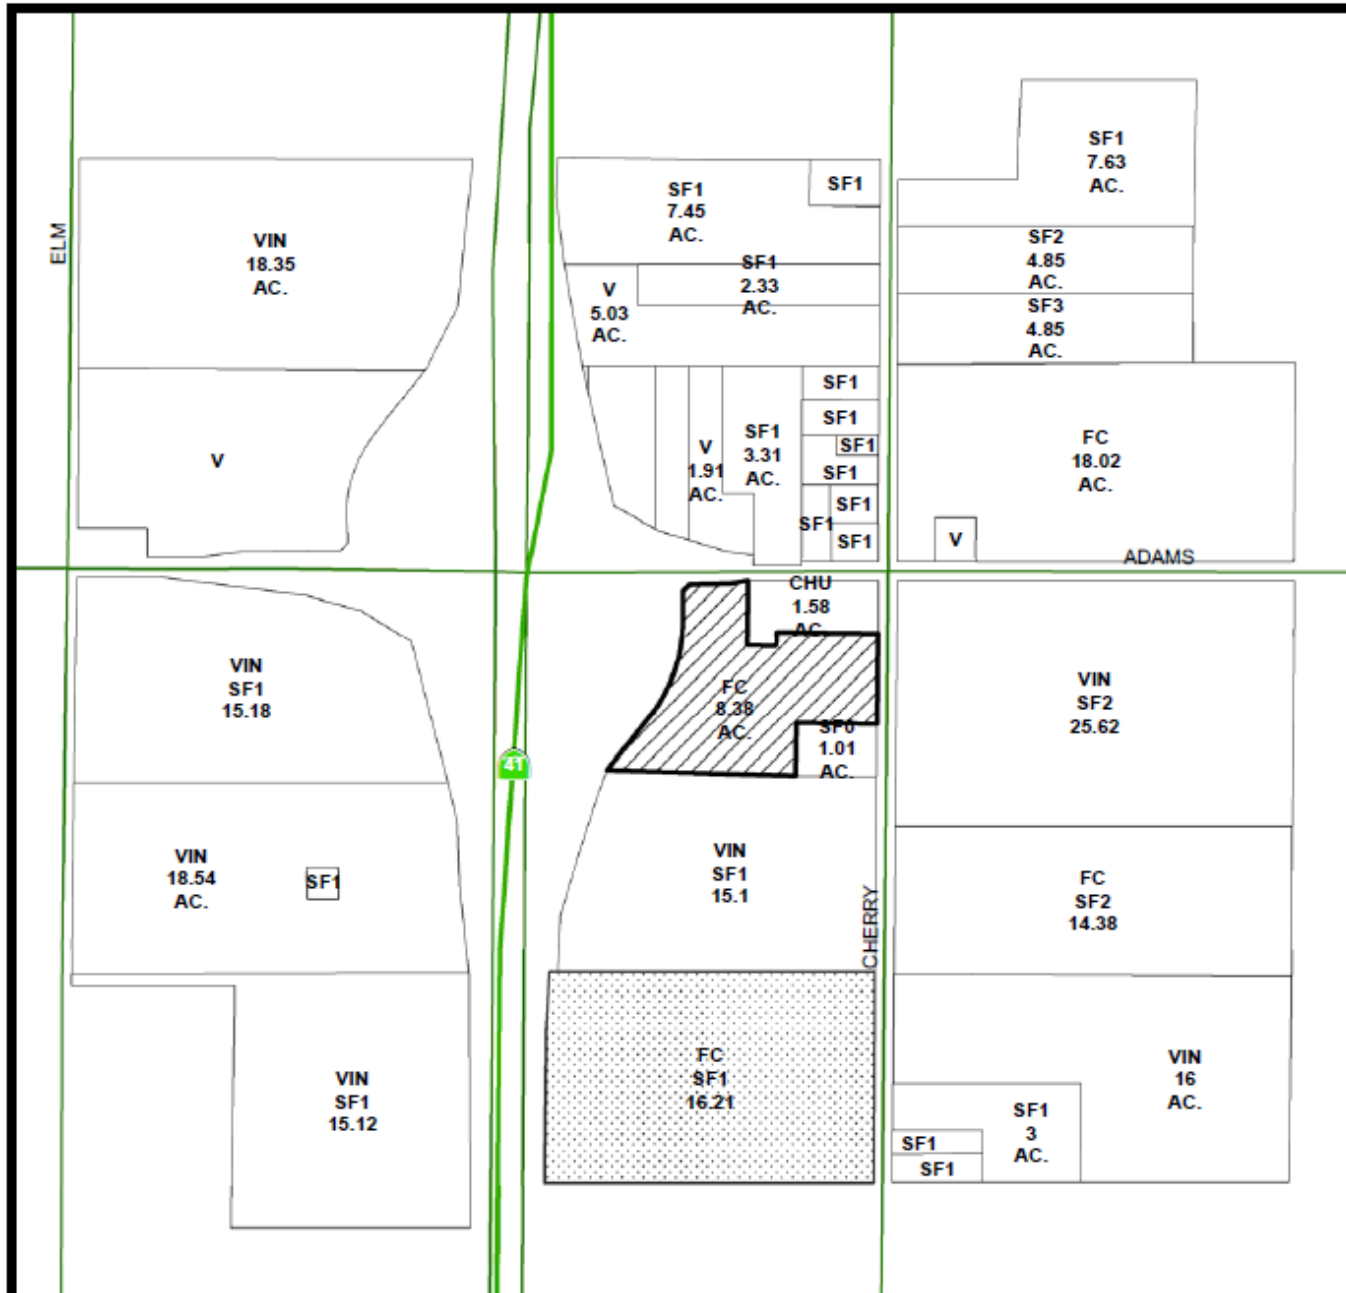 ELM
VIN
18.35
AC.
V
SF1
7.45
AC.
SF1
V
5.03
AC.
SF1
2.33
AC.
V
1.91
AC.
SF1
3.31
AC.
SF1
SF1
SF1
SF1
SF1
SF1
SF1
SF1
7.63
AC.
SF2
4.85
AC.
SF3
4.85
AC.
FC
18.02
AC.
V
ADAMS
VIN
SF1
15.18
41
CHU
1.58
AC.
FC
8.38
AC.
SF0
1.01
AC.
VIN
SF2
25.62
VIN
18.54
AC.
SF1
VIN
SF1
15.1
CHERRY
FC
SF2
14.38
VIN
SF1
15.12
FC
SF1
16.21
VIN
16
AC.
SF1
3
AC.
SF1
SF1